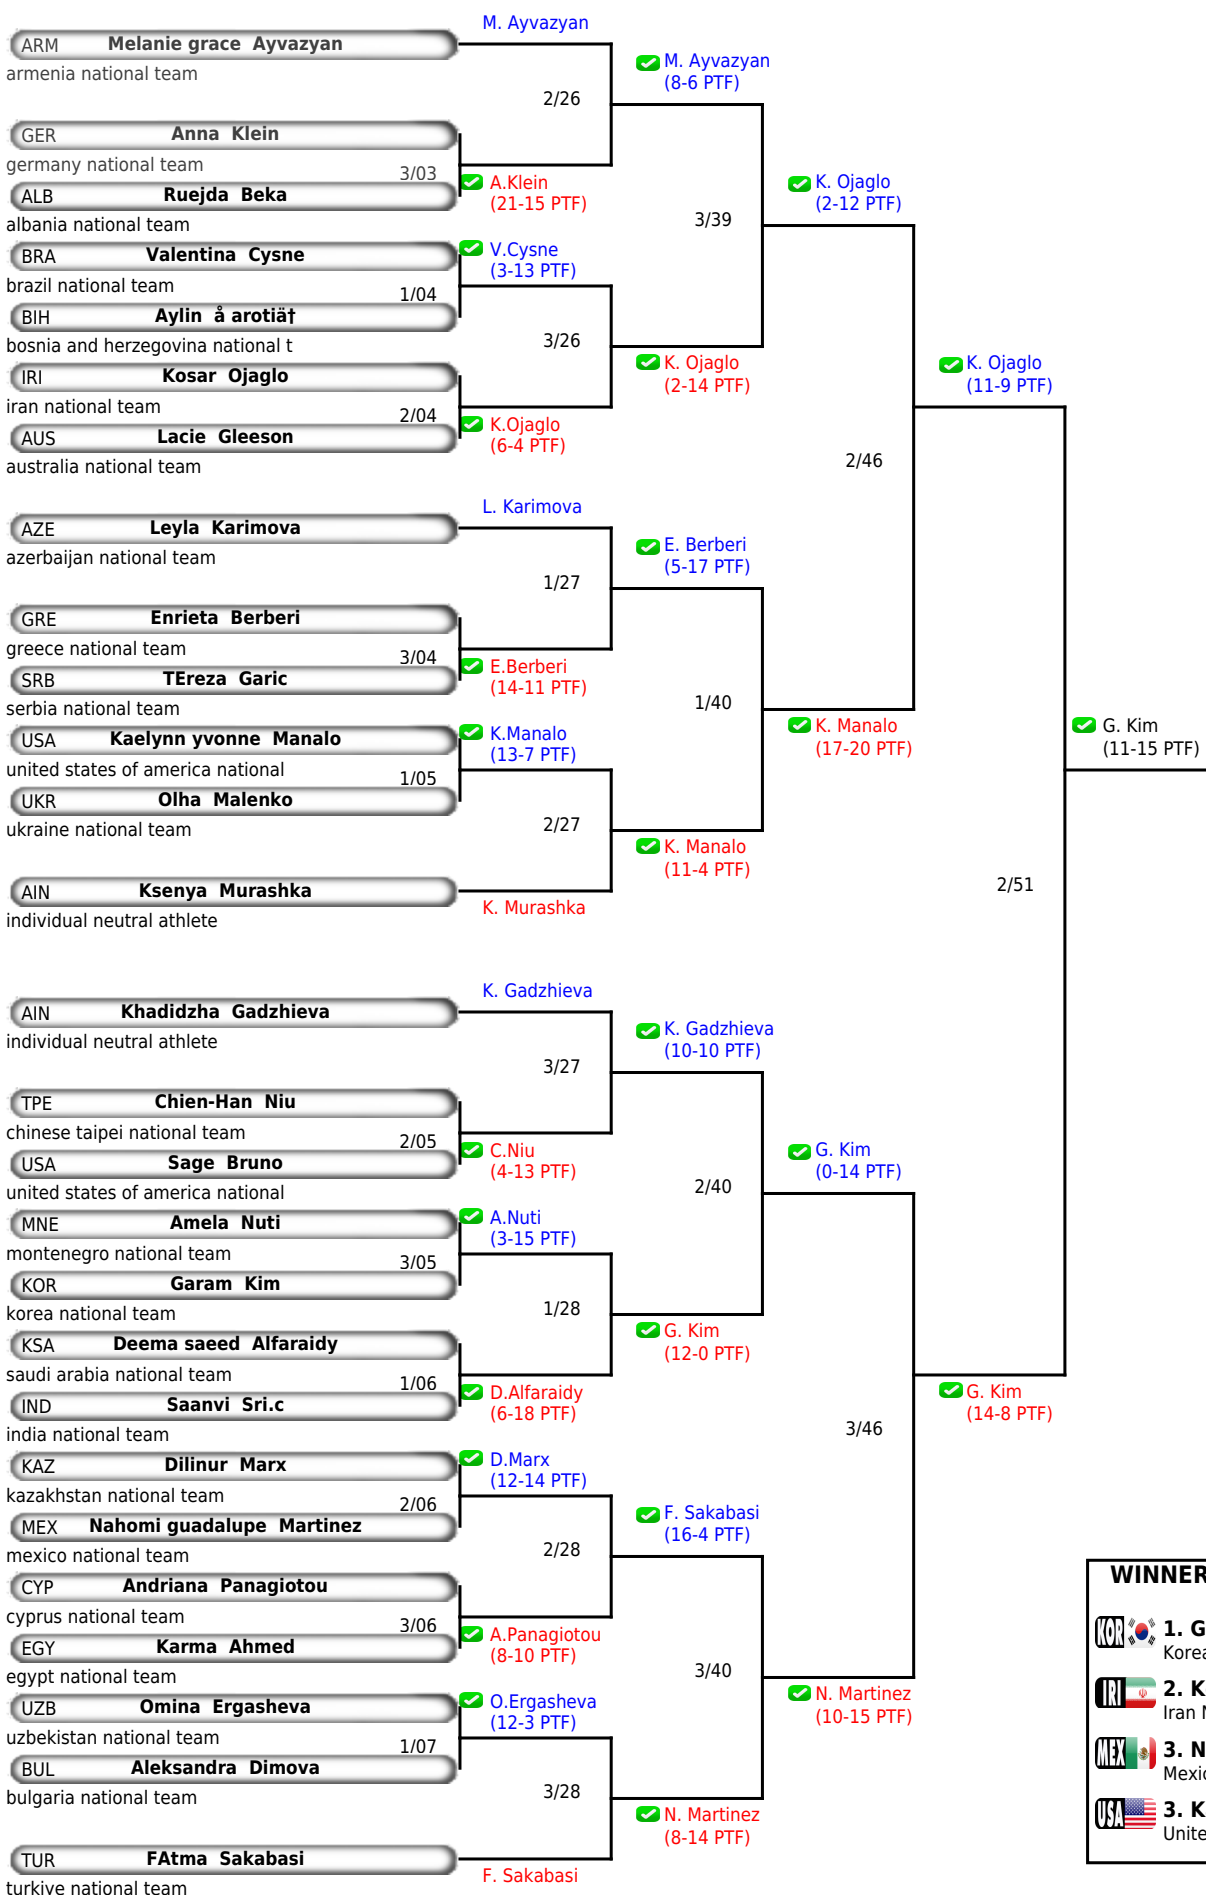 M. Ayvazyan
ARM Melanie grace Ayvazyan
armenia national team
M. Ayvazyan
(8-6 PTF)
2/26
GER Anna Klein
germany national team
3/03
A.Klein
(21-15 PTF)
ALB Ruejda Beka
albania national team
K. Ojaglo
(2-12 PTF)
3/39
BRA Valentina Cysne
brazil national team
V.Cysne
(3-13 PTF)
1/04
BIH Aylin å arotiä†
bosnia and herzegovina national t
3/26
K. Ojaglo
(2-14 PTF)
K. Ojaglo
(11-9 PTF)
IRI Kosar Ojaglo
iran national team
2/04
K.Ojaglo
(6-4 PTF)
AUS Lacie Gleeson
australia national team
2/46
L. Karimova
AZE Leyla Karimova
azerbaijan national team
E. Berberi
(5-17 PTF)
1/27
GRE Enrieta Berberi
greece national team
3/04
E.Berberi
(14-11 PTF)
SRB TEreza Garic
serbia national team
1/40
K. Manalo
(17-20 PTF)
G. Kim
(11-15 PTF)
USA Kaelynn yvonne Manalo
united states of america national
K.Manalo
(13-7 PTF)
1/05
UKR Olha Malenko
ukraine national team
2/27
K. Manalo
(11-4 PTF)
AIN Ksenya Murashka
individual neutral athlete
K. Murashka
2/51
K. Gadzhieva
AIN Khadidzha Gadzhieva
individual neutral athlete
K. Gadzhieva
(10-10 PTF)
3/27
TPE Chien-Han Niu
chinese taipei national team
2/05
C.Niu
(4-13 PTF)
USA Sage Bruno
united states of america national
G. Kim
(0-14 PTF)
2/40
MNE Amela Nuti
montenegro national team
A.Nuti
(3-15 PTF)
3/05
KOR Garam Kim
korea national team
1/28
G. Kim
(12-0 PTF)
KSA Deema saeed Alfaraidy
saudi arabia national team
1/06
D.Alfaraidy
(6-18 PTF)
G. Kim
(14-8 PTF)
IND Saanvi Sri.c
india national team
3/46
KAZ Dilinur Marx
kazakhstan national team
D.Marx
(12-14 PTF)
2/06
MEX Nahomi guadalupe Martinez
mexico national team
2/28
F. Sakabasi
(16-4 PTF)
CYP Andriana Panagiotou
cyprus national team
3/06
A.Panagiotou
(8-10 PTF)
EGY Karma Ahmed
egypt national team
3/40
N. Martinez
(10-15 PTF)
UZB Omina Ergasheva
uzbekistan national team
O.Ergasheva
(12-3 PTF)
1/07
BUL Aleksandra Dimova
bulgaria national team
3/28
N. Martinez
(8-14 PTF)
TUR FAtma Sakabasi
turkiye national team
F. Sakabasi
WINNER
KOR 1. G
Korea
IRI 2. K
Iran N
MEX 3. N
Mexic
USA 3. K
Unite